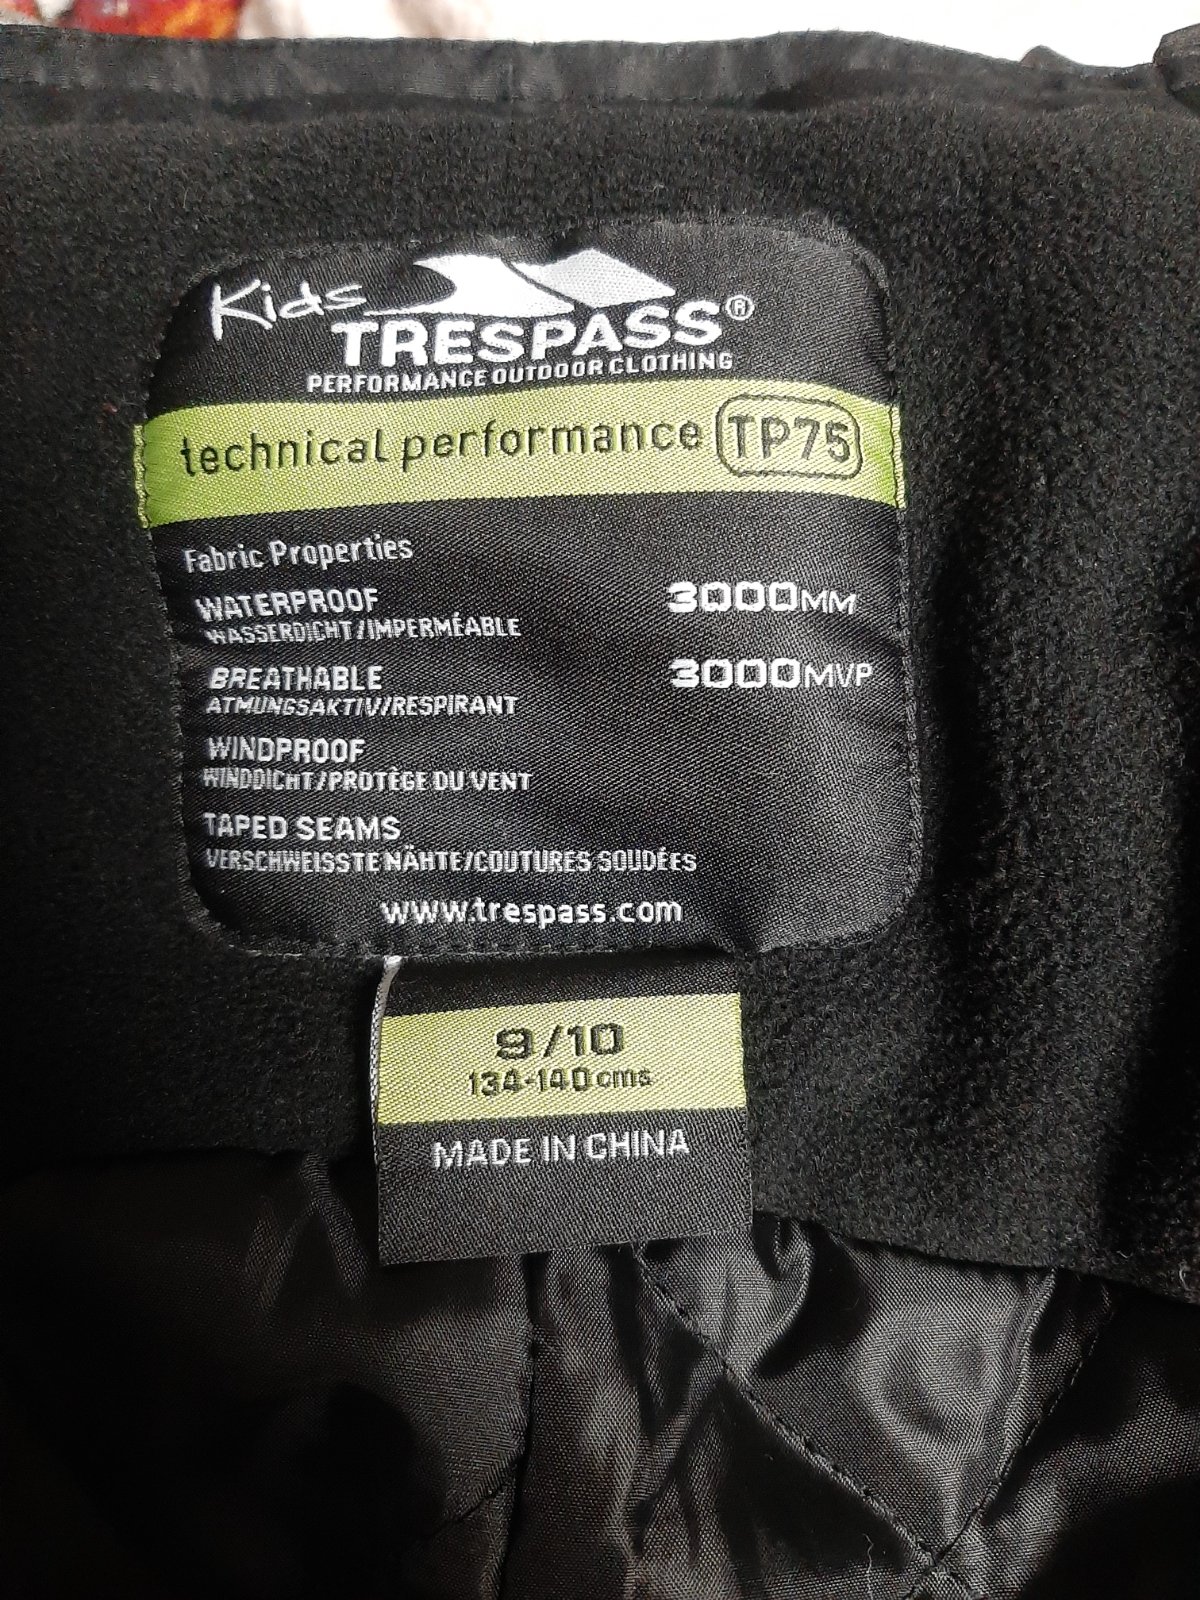 Kids
TRESPASS®
PERFORMANCE OUTDOOR CLOTHING
technical performance TP75
Fabric Properties
WATERPROOF 3000MM
WASSERDICHT/IMPERMÉABLE
BREATHABLE 3000MVP
ATMUNGSAKTIV/RESPIRANT
WINDPROOF
WINDDICHT/PROTÈGE DU VENT
TAPED SEAMS
VERSCHWEISSTE NÄHTE/COUTURES SOUDÉES
www.trespass.com
9/10
134-140cms
MADE IN CHINA